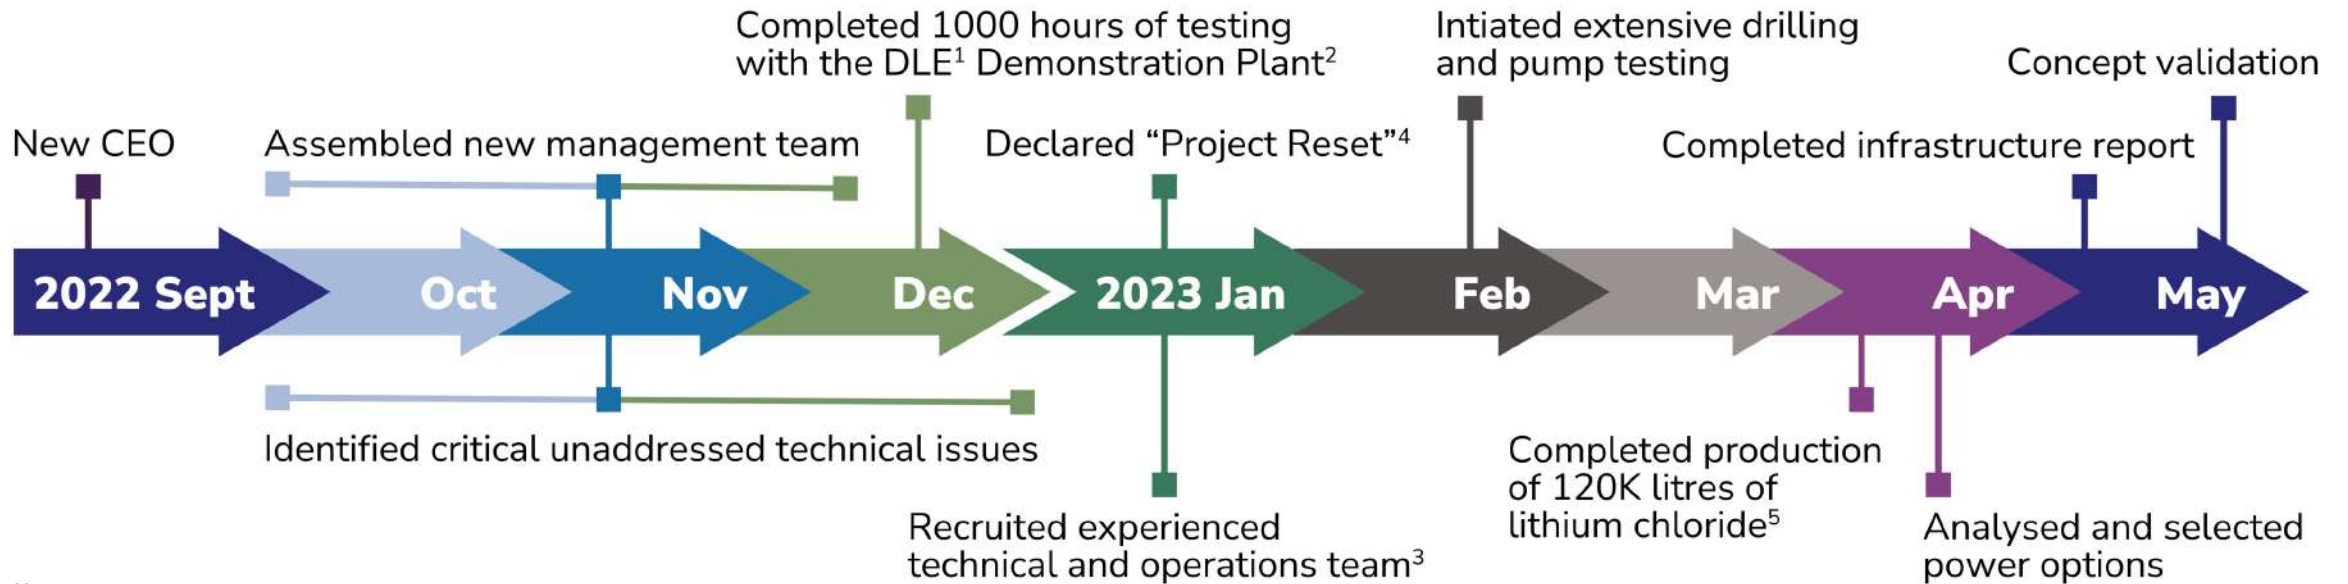 Completed 1000 hours of testing
with the DLE¹ Demonstration Plant²
Intiated extensive drilling
and pump testing
Concept validation
New CEO
Assembled new management team
Declared “Project Reset”⁴
Completed infrastructure report
2022 Sept
Oct
Nov
Dec
2023 Jan
Feb
Mar
Apr
May
Identified critical unaddressed technical issues
Recruited experienced
technical and operations team³
Completed production
of 120K litres of
lithium chloride⁵
Analysed and selected
power options